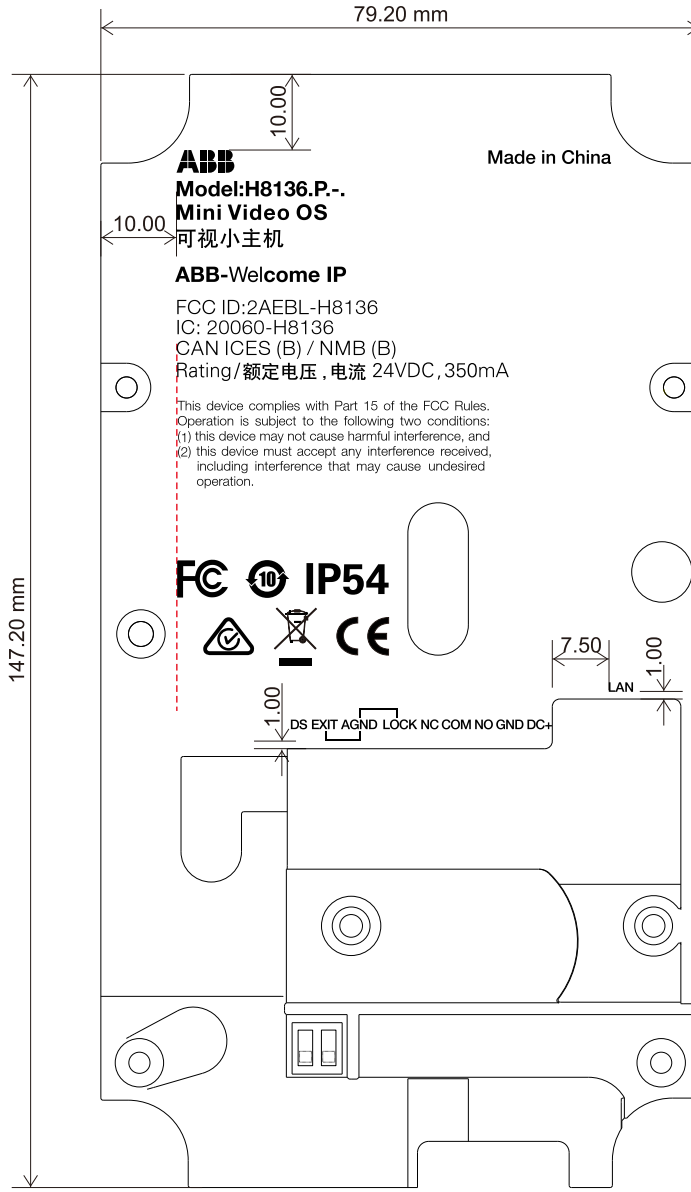 79.20 mm
10.00
ABB
Made in China
Model:H8136.P.-.
Mini Video OS
10.00
可视小主机
ABB-Welcome IP
FCC ID:2AEBL-H8136
IC: 20060-H8136
CAN ICES (B) / NMB (B)
Rating/额定电压,电流 24VDC,350mA
This device complies with Part 15 of the FCC Rules.
Operation is subject to the following two conditions:
(1) this device may not cause harmful interference, and
(2) this device must accept any interference received,
including interference that may cause undesired
operation.
FC 10 IP54
CE
147.20 mm
7.50
1.00
LAN
1.00
DS EXIT AGND LOCK NC COM NO GND DC+